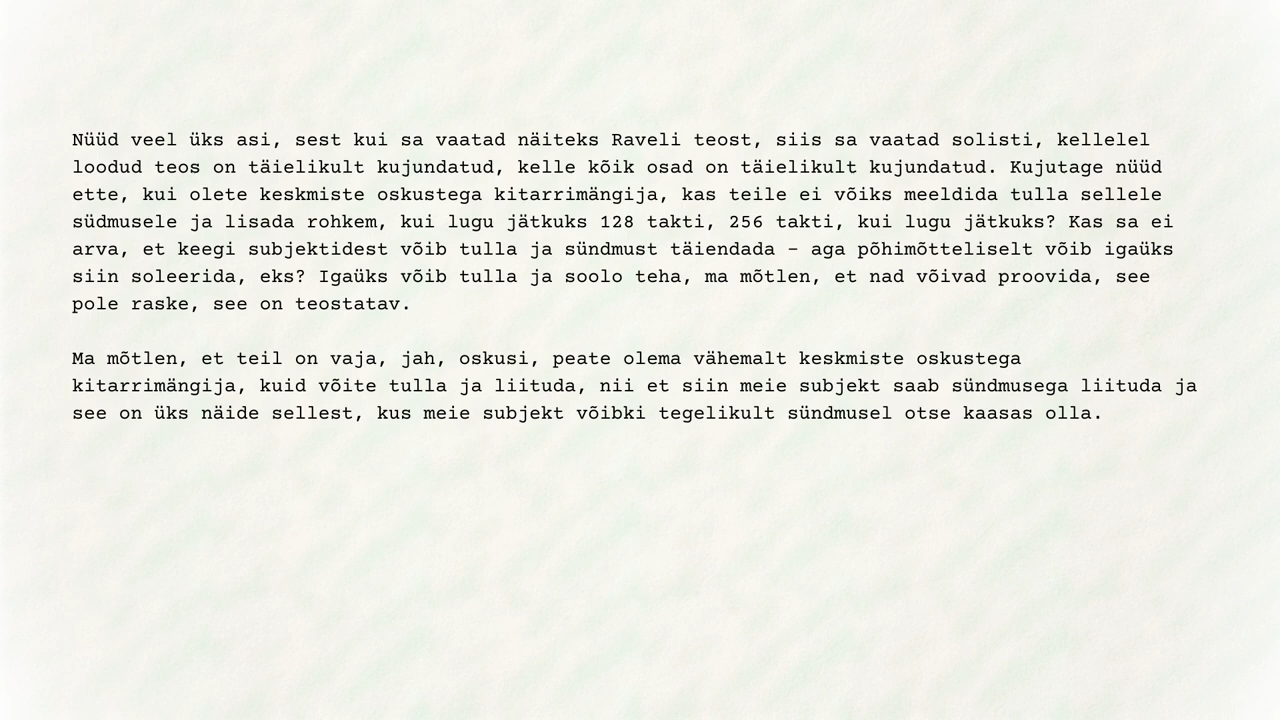 Nüüd veel üks asi, sest kui sa vaatad näiteks Raveli teost, siis sa vaatad solisti, kellelel
loodud teos on täielikult kujundatud, kelle kõik osad on täielikult kujundatud. Kujutage nüüd
ette, kui olete keskmiste oskustega kitarrimängija, kas teile ei võiks meeldida tulla sellele
südmusele ja lisada rohkem, kui lugu jätkuks 128 takti, 256 takti, kui lugu jätkuks? Kas sa ei
arva, et keegi subjektidest võib tulla ja sündmust täiendada – aga põhimõtteliselt võib igaüks
siin soleerida, eks? Igaüks võib tulla ja soolo teha, ma mõtlen, et nad võivad proovida, see
pole raske, see on teostatav.

Ma mõtlen, et teil on vaja, jah, oskusi, peate olema vähemalt keskmiste oskustega
kitarrimängija, kuid võite tulla ja liituda, nii et siin meie subjekt saab sündmusega liituda ja
see on üks näide sellest, kus meie subjekt võibki tegelikult sündmusel otse kaasas olla.